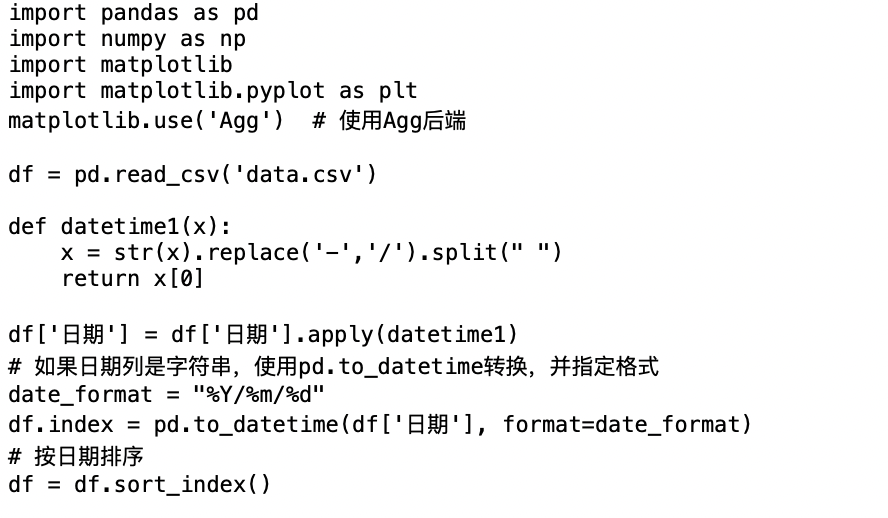 import pandas as pd
import numpy as np
import matplotlib
import matplotlib.pyplot as plt
matplotlib.use('Agg')  # 使用Agg后端

df = pd.read_csv('data.csv')

def datetime1(x):
    x = str(x).replace('-','/').split(" ")
    return x[0]

df['日期'] = df['日期'].apply(datetime1)
# 如果日期列是字符串，使用pd.to_datetime转换，并指定格式
date_format = "%Y/%m/%d"
df.index = pd.to_datetime(df['日期'], format=date_format)
# 按日期排序
df = df.sort_index()